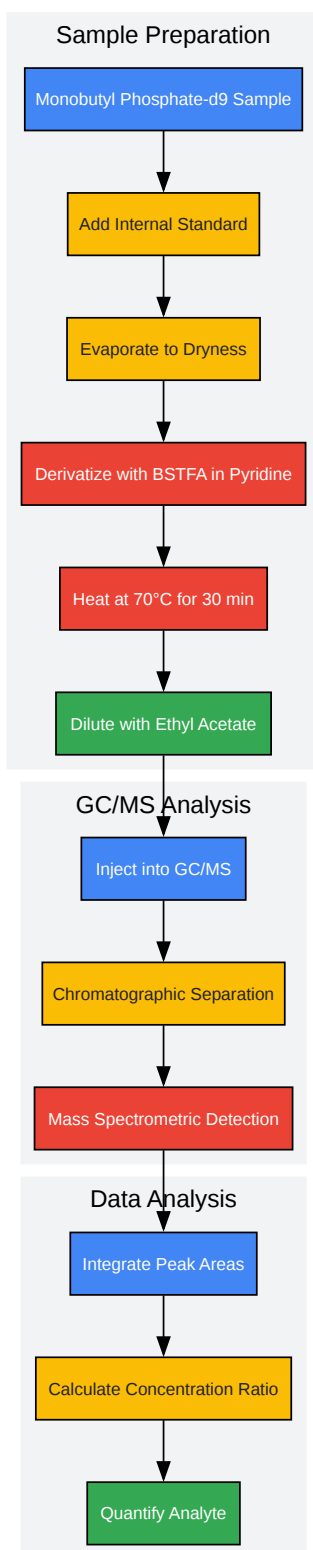 Sample Preparation
Monobutyl Phosphate-d9 Sample
Add Internal Standard
Evaporate to Dryness
Derivatize with BSTFA in Pyridine
Heat at 70°C for 30 min
Dilute with Ethyl Acetate
GC/MS Analysis
Inject into GC/MS
Chromatographic Separation
Mass Spectrometric Detection
Data Analysis
Integrate Peak Areas
Calculate Concentration Ratio
Quantify Analyte